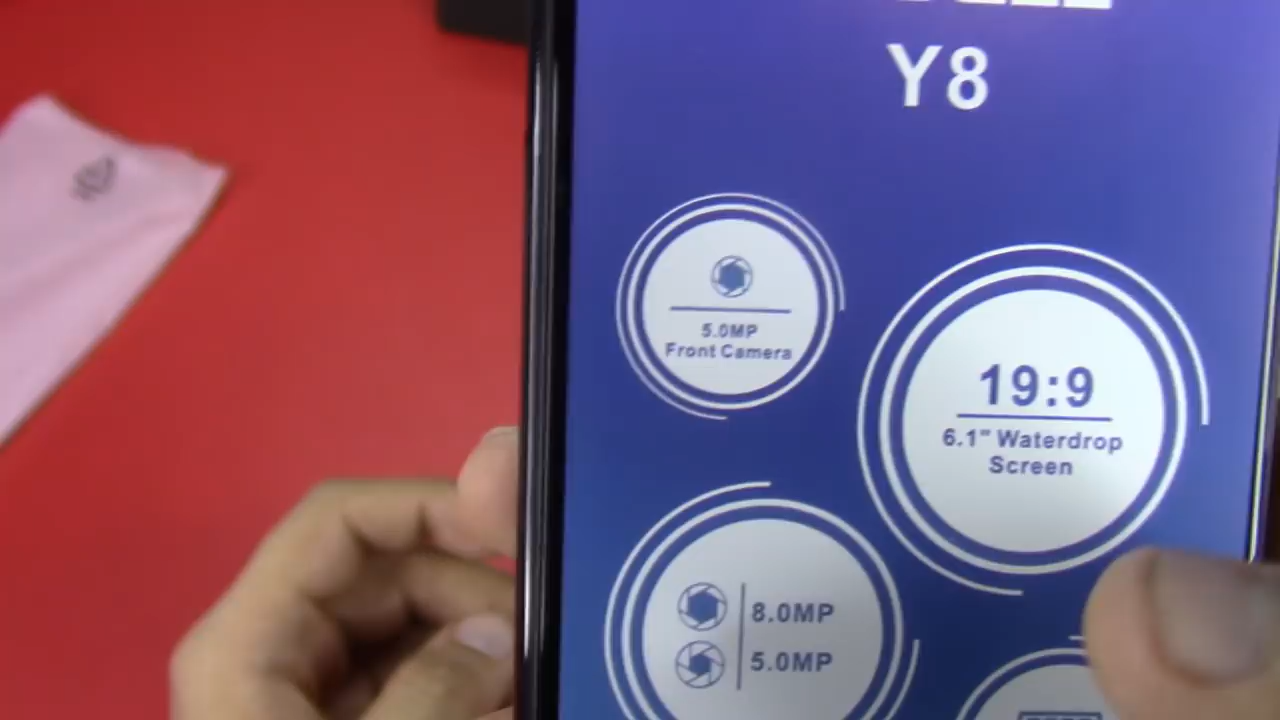 Y8
5.0MP
Front Camera
19:9
6.1" Waterdrop
Screen
8.0MP
5.0MP